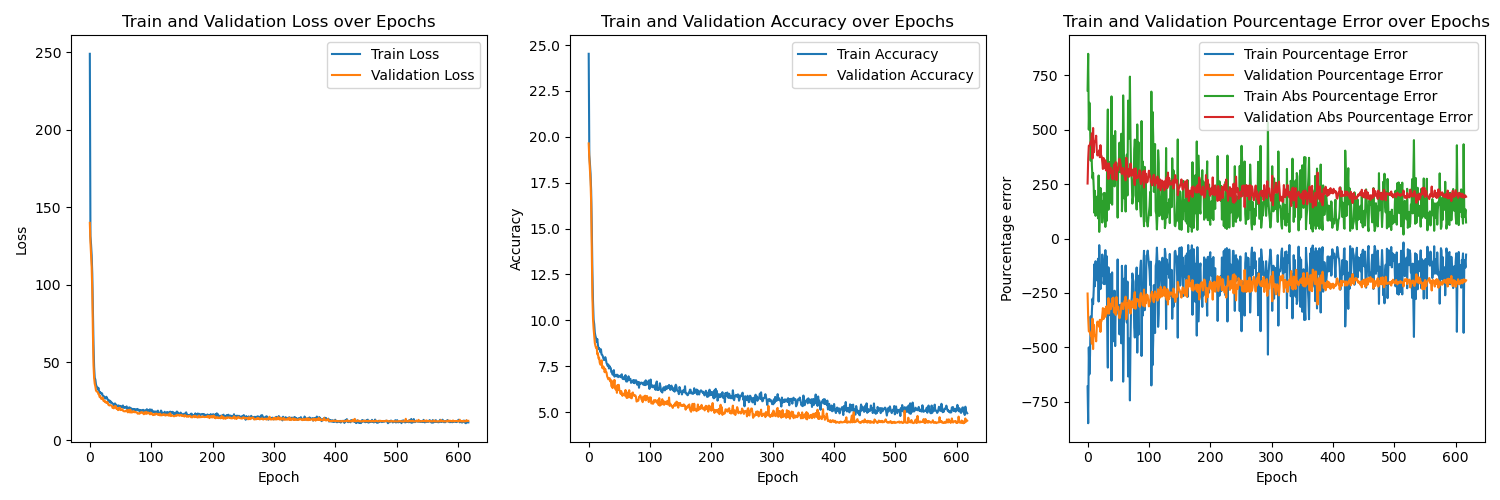 Train and Validation Loss over Epochs
Train Loss
Validation Loss
250
200
150
100
50
0
Loss
0 100 200 300 400 500 600
Epoch
Train and Validation Accuracy over Epochs
Train Accuracy
Validation Accuracy
25.0
22.5
20.0
17.5
15.0
12.5
10.0
7.5
5.0
Accuracy
0 100 200 300 400 500 600
Epoch
Train and Validation Pourcentage Error over Epochs
Train Pourcentage Error
Validation Pourcentage Error
Train Abs Pourcentage Error
Validation Abs Pourcentage Error
750
500
250
0
−250
−500
−750
Pourcentage error
0 100 200 300 400 500 600
Epoch